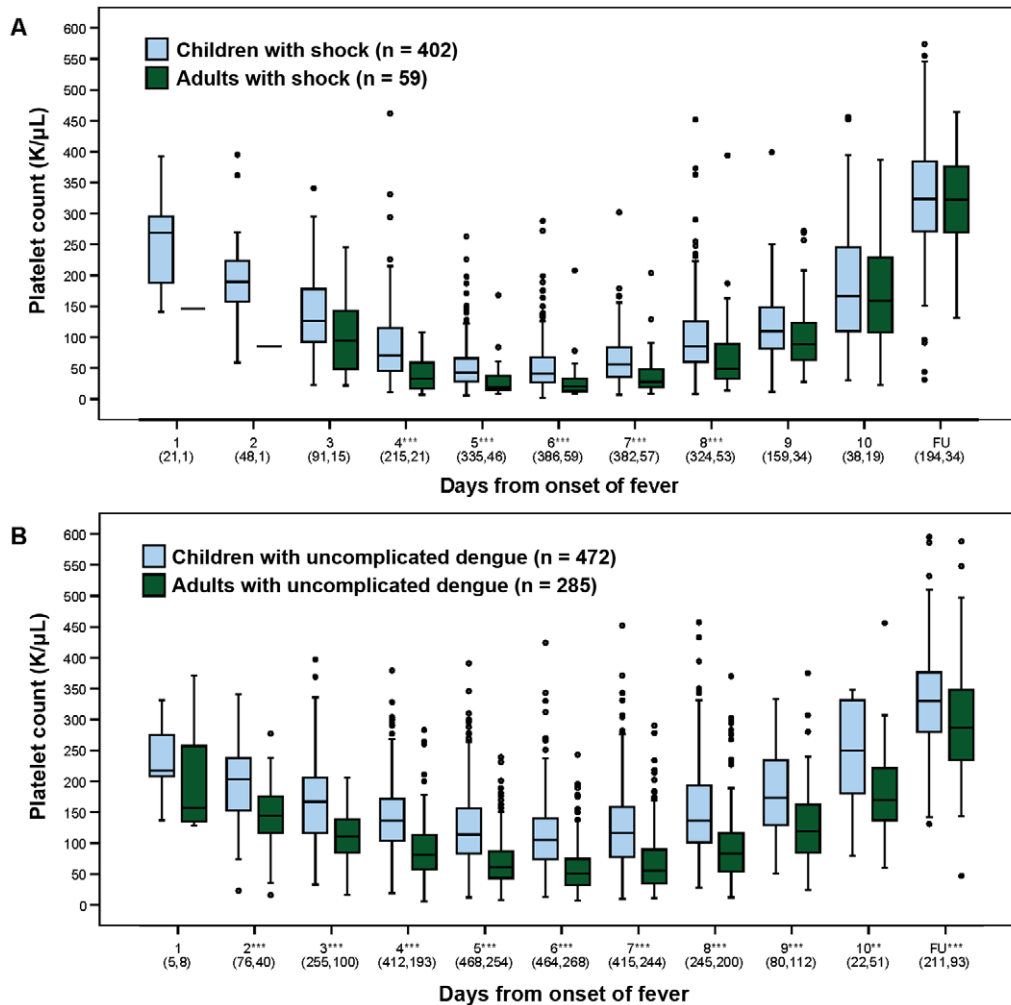 A
Children with shock (n = 402)
Adults with shock (n = 59)
Platelet count (K/µL)
600
550
500
450
400
350
300
250
200
150
100
50
0
1 2 3 4*** 5*** 6*** 7*** 8*** 9 10 FU
(21,1) (48,1) (91,15) (215,21) (335,46) (386,59) (382,57) (324,53) (159,34) (38,19) (194,34)
Days from onset of fever
B
Children with uncomplicated dengue (n = 472)
Adults with uncomplicated dengue (n = 285)
Platelet count (K/µL)
600
550
500
450
400
350
300
250
200
150
100
50
0
1 2*** 3*** 4*** 5*** 6*** 7*** 8*** 9*** 10** FU***
(5,8) (76,40) (255,100) (412,193) (468,254) (464,268) (415,244) (245,200) (80,112) (22,51) (211,93)
Days from onset of fever